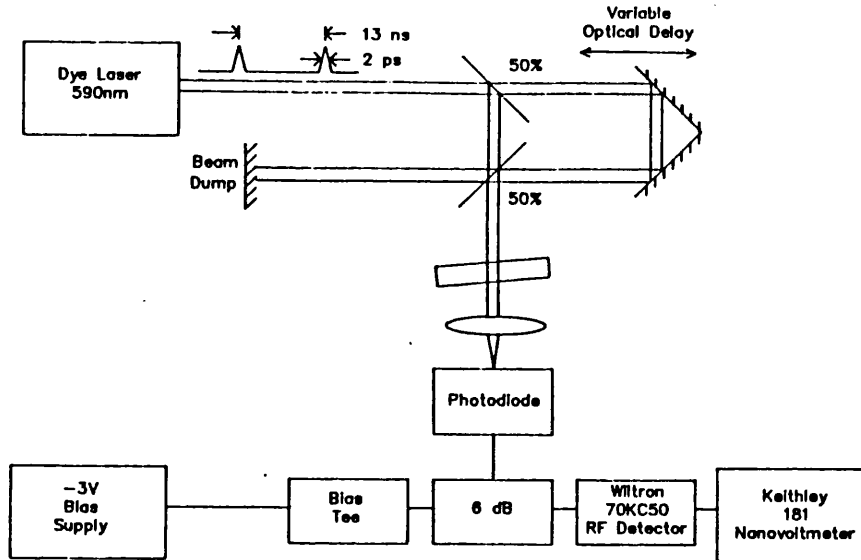 Variable
Optical Delay
13 ns
2 ps
50%
Dye Laser
590nm
Beam
Dump
50%
Photodiode
-3V
Bias
Supply
Bias
Tee
6 dB
Wiltron
70KC50
RF Detector
Keithley
181
Nanovoltmeter